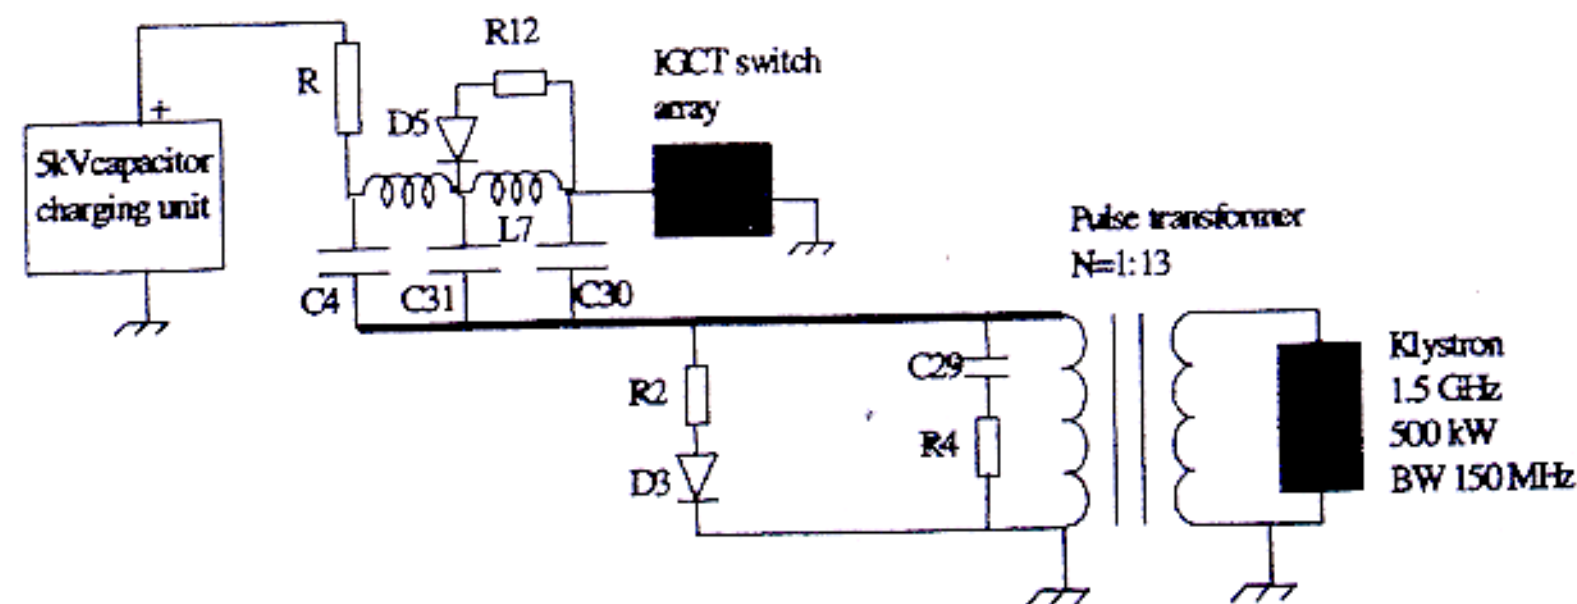 R12
IGCT switch
array
R
D5
+
5kVcapacitor
charging unit
L7
C4
C31
C30
Pulse transformer
N=1:13
C29
R2
R4
D3
Klystron
1.5 GHz
500 kW
BW 150 MHz